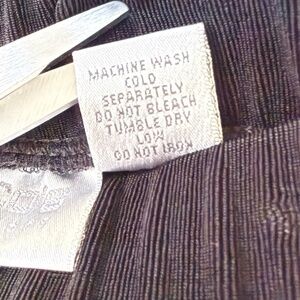 MACHINE WASH
COLD
SEPARATELY
DO NOT BLEACH
TUMBLE DRY
LOW
DO NOT IRON